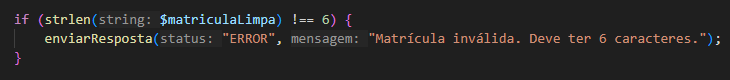 if (strlen(string: $matriculaLimpa) !== 6) {
enviarResposta(status: "ERROR", mensagem: "Matrícula inválida. Deve ter 6 caracteres.");
}